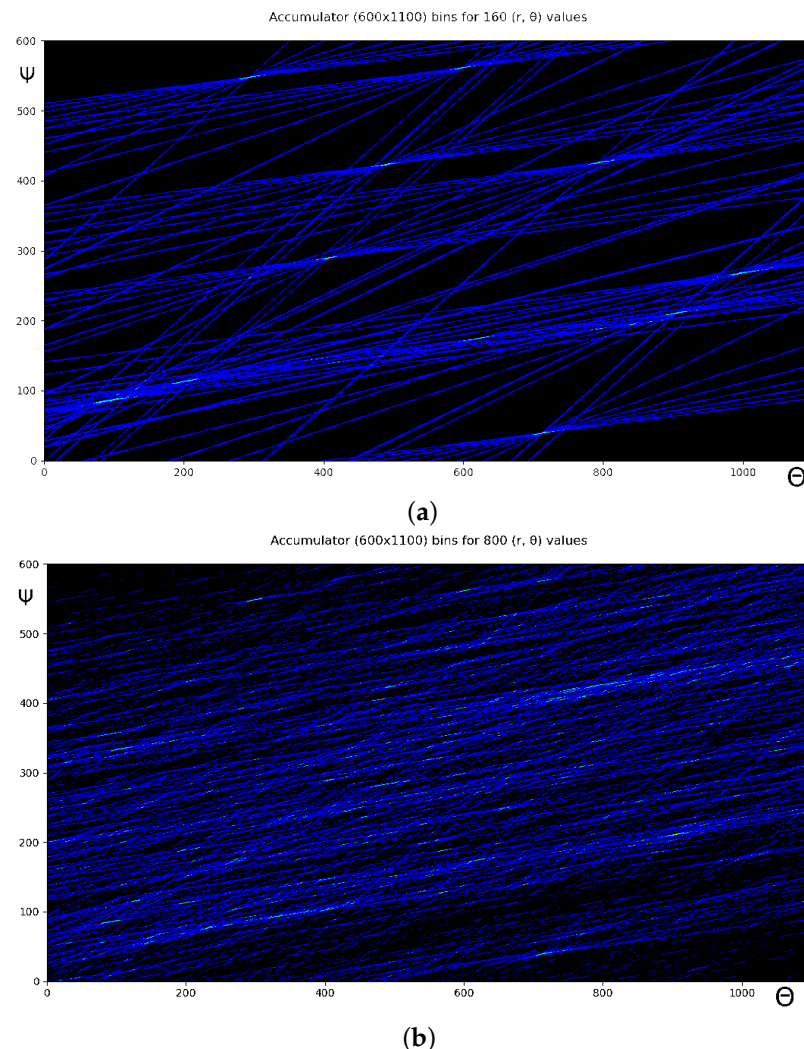 Accumulator (600x1100) bins for 160 (r, θ) values
600
ψ
500
400
300
200
100
0
0 200 400 600 800 1000 Θ
(a)
Accumulator (600x1100) bins for 800 (r, θ) values
600
ψ
500
400
300
200
100
0
0 200 400 600 800 1000 Θ
(b)